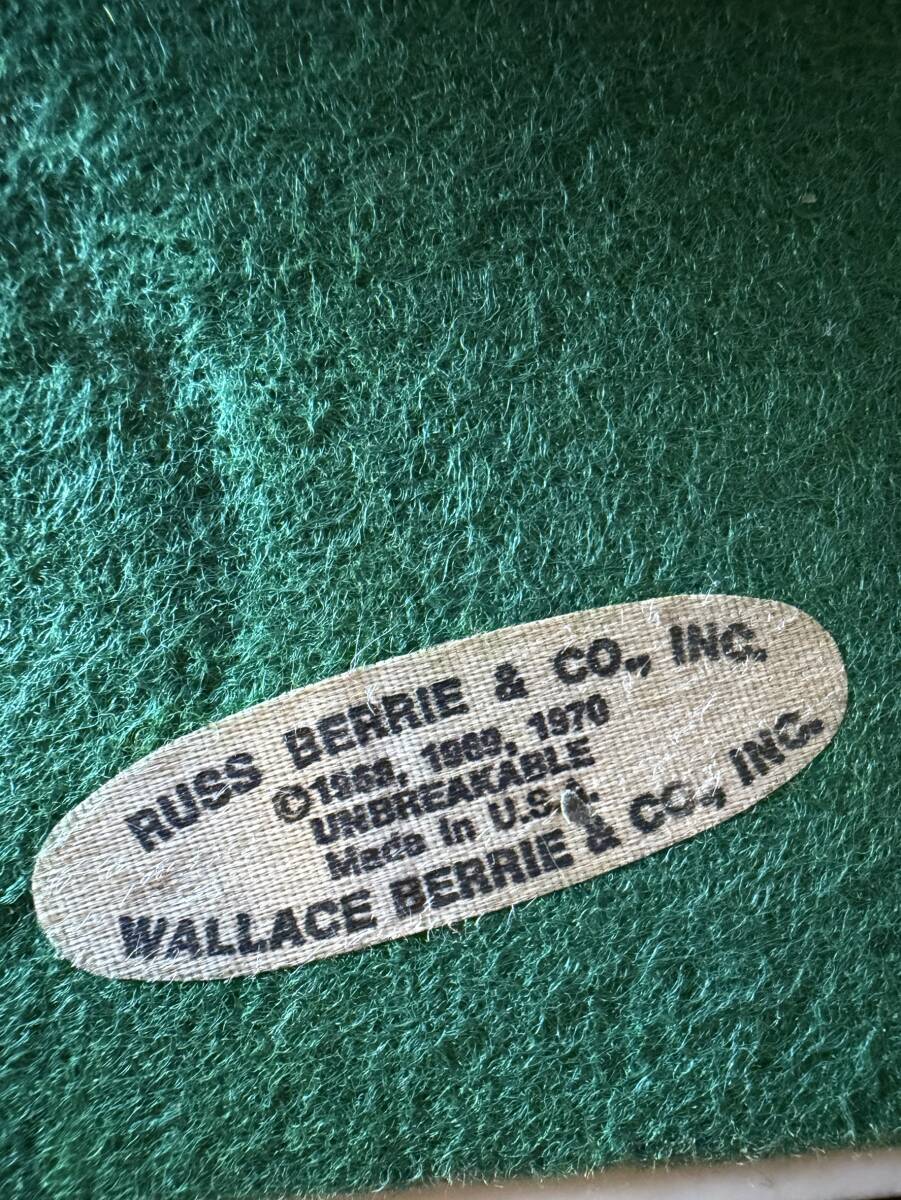 RUSS BERRIE & CO., INC.
©1968, 1969, 1970
UNBREAKABLE
Made In U.S.A.
WALLACE BERRIE & CO., INC.